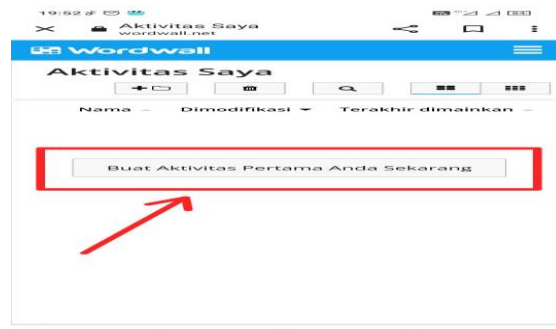 19:52
Aktivitas Saya
wordwall.net
Wordwall
Aktivitas Saya
Nama Dimodifikasi Terakhir dimainkan
Buat Aktivitas Pertama Anda Sekarang